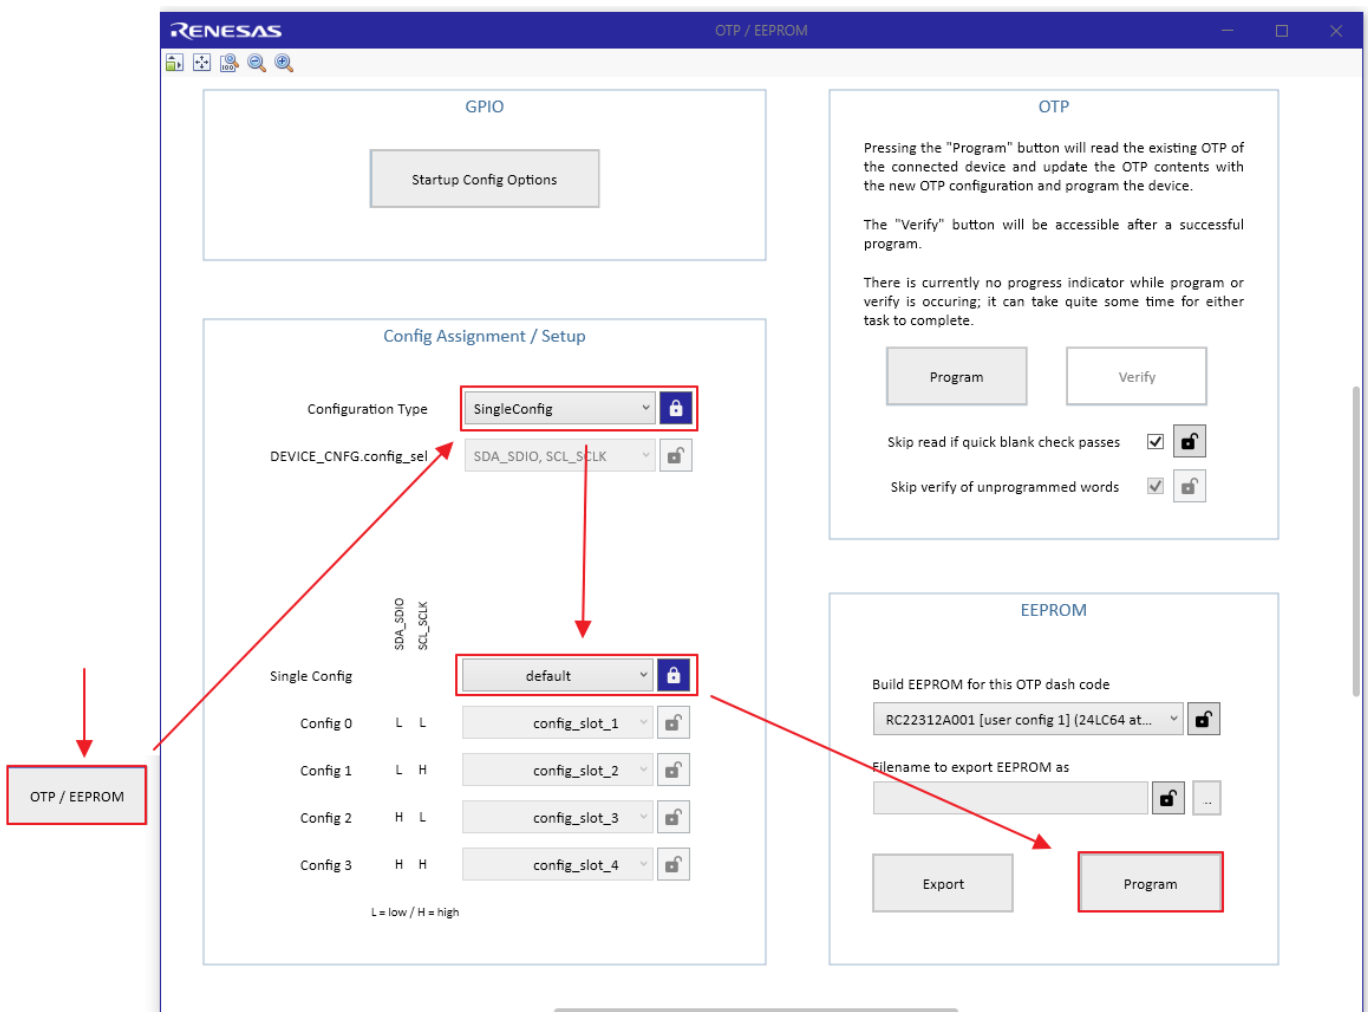 RENESAS
OTP / EEPROM
100
GPIO
Startup Config Options
Config Assignment / Setup
Configuration Type
SingleConfig
DEVICE_CNFG.config_sel
SDA_SDIO, SCL_SCLK
SDA_SDIO
SCL_SCLK
Single Config
default
Config 0 L L config_slot_1
Config 1 L H config_slot_2
Config 2 H L config_slot_3
Config 3 H H config_slot_4
L = low / H = high
OTP / EEPROM
OTP
Pressing the "Program" button will read the existing OTP of
the connected device and update the OTP contents with
the new OTP configuration and program the device.
The "Verify" button will be accessible after a successful
program.
There is currently no progress indicator while program or
verify is occuring; it can take quite some time for either
task to complete.
Program
Verify
Skip read if quick blank check passes
Skip verify of unprogrammed words
EEPROM
Build EEPROM for this OTP dash code
RC22312A001 [user config 1] (24LC64 at...
Filename to export EEPROM as
..
Export
Program